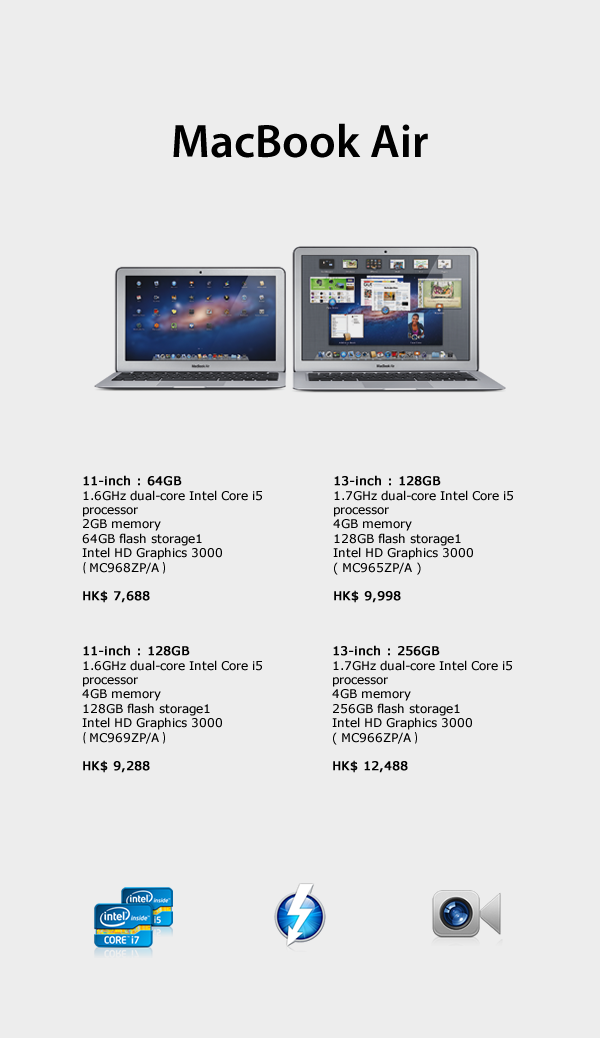 MacBook Air
MacBook Air
MacBook Air
11-inch : 64GB
1.6GHz dual-core Intel Core i5
processor
2GB memory
64GB flash storage1
Intel HD Graphics 3000
( MC968ZP/A )
HK$ 7,688
13-inch : 128GB
1.7GHz dual-core Intel Core i5
processor
4GB memory
128GB flash storage1
Intel HD Graphics 3000
( MC965ZP/A )
HK$ 9,998
11-inch : 128GB
1.6GHz dual-core Intel Core i5
processor
4GB memory
128GB flash storage1
Intel HD Graphics 3000
( MC969ZP/A )
HK$ 9,288
13-inch : 256GB
1.7GHz dual-core Intel Core i5
processor
4GB memory
256GB flash storage1
Intel HD Graphics 3000
( MC966ZP/A )
HK$ 12,488
intel inside™
i5
intel inside™
CORE™ i7